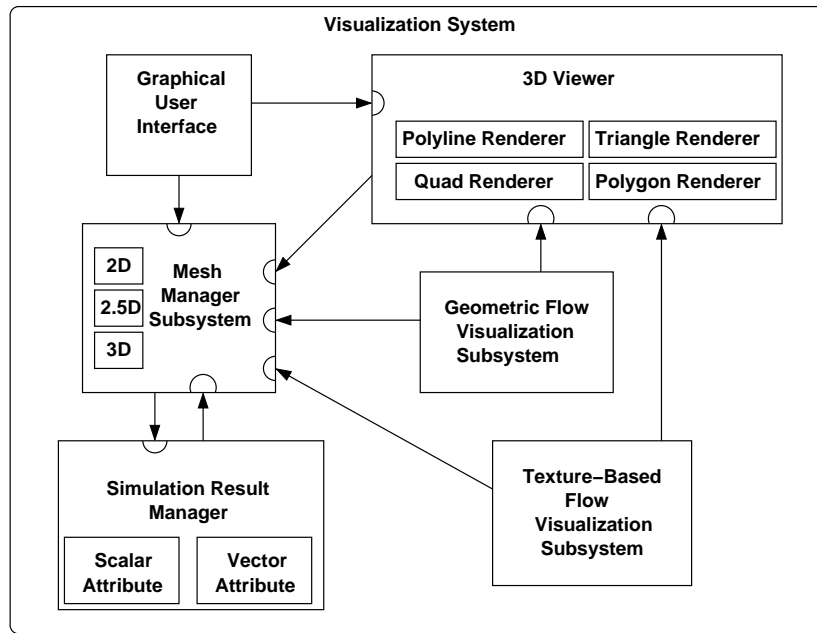 Visualization System
Graphical
User
Interface
3D Viewer
Polyline Renderer
Triangle Renderer
Quad Renderer
Polygon Renderer
2D
2.5D
3D
Mesh
Manager
Subsystem
Geometric Flow
Visualization
Subsystem
Simulation Result
Manager
Scalar
Attribute
Vector
Attribute
Texture−Based
Flow
Visualization
Subsystem